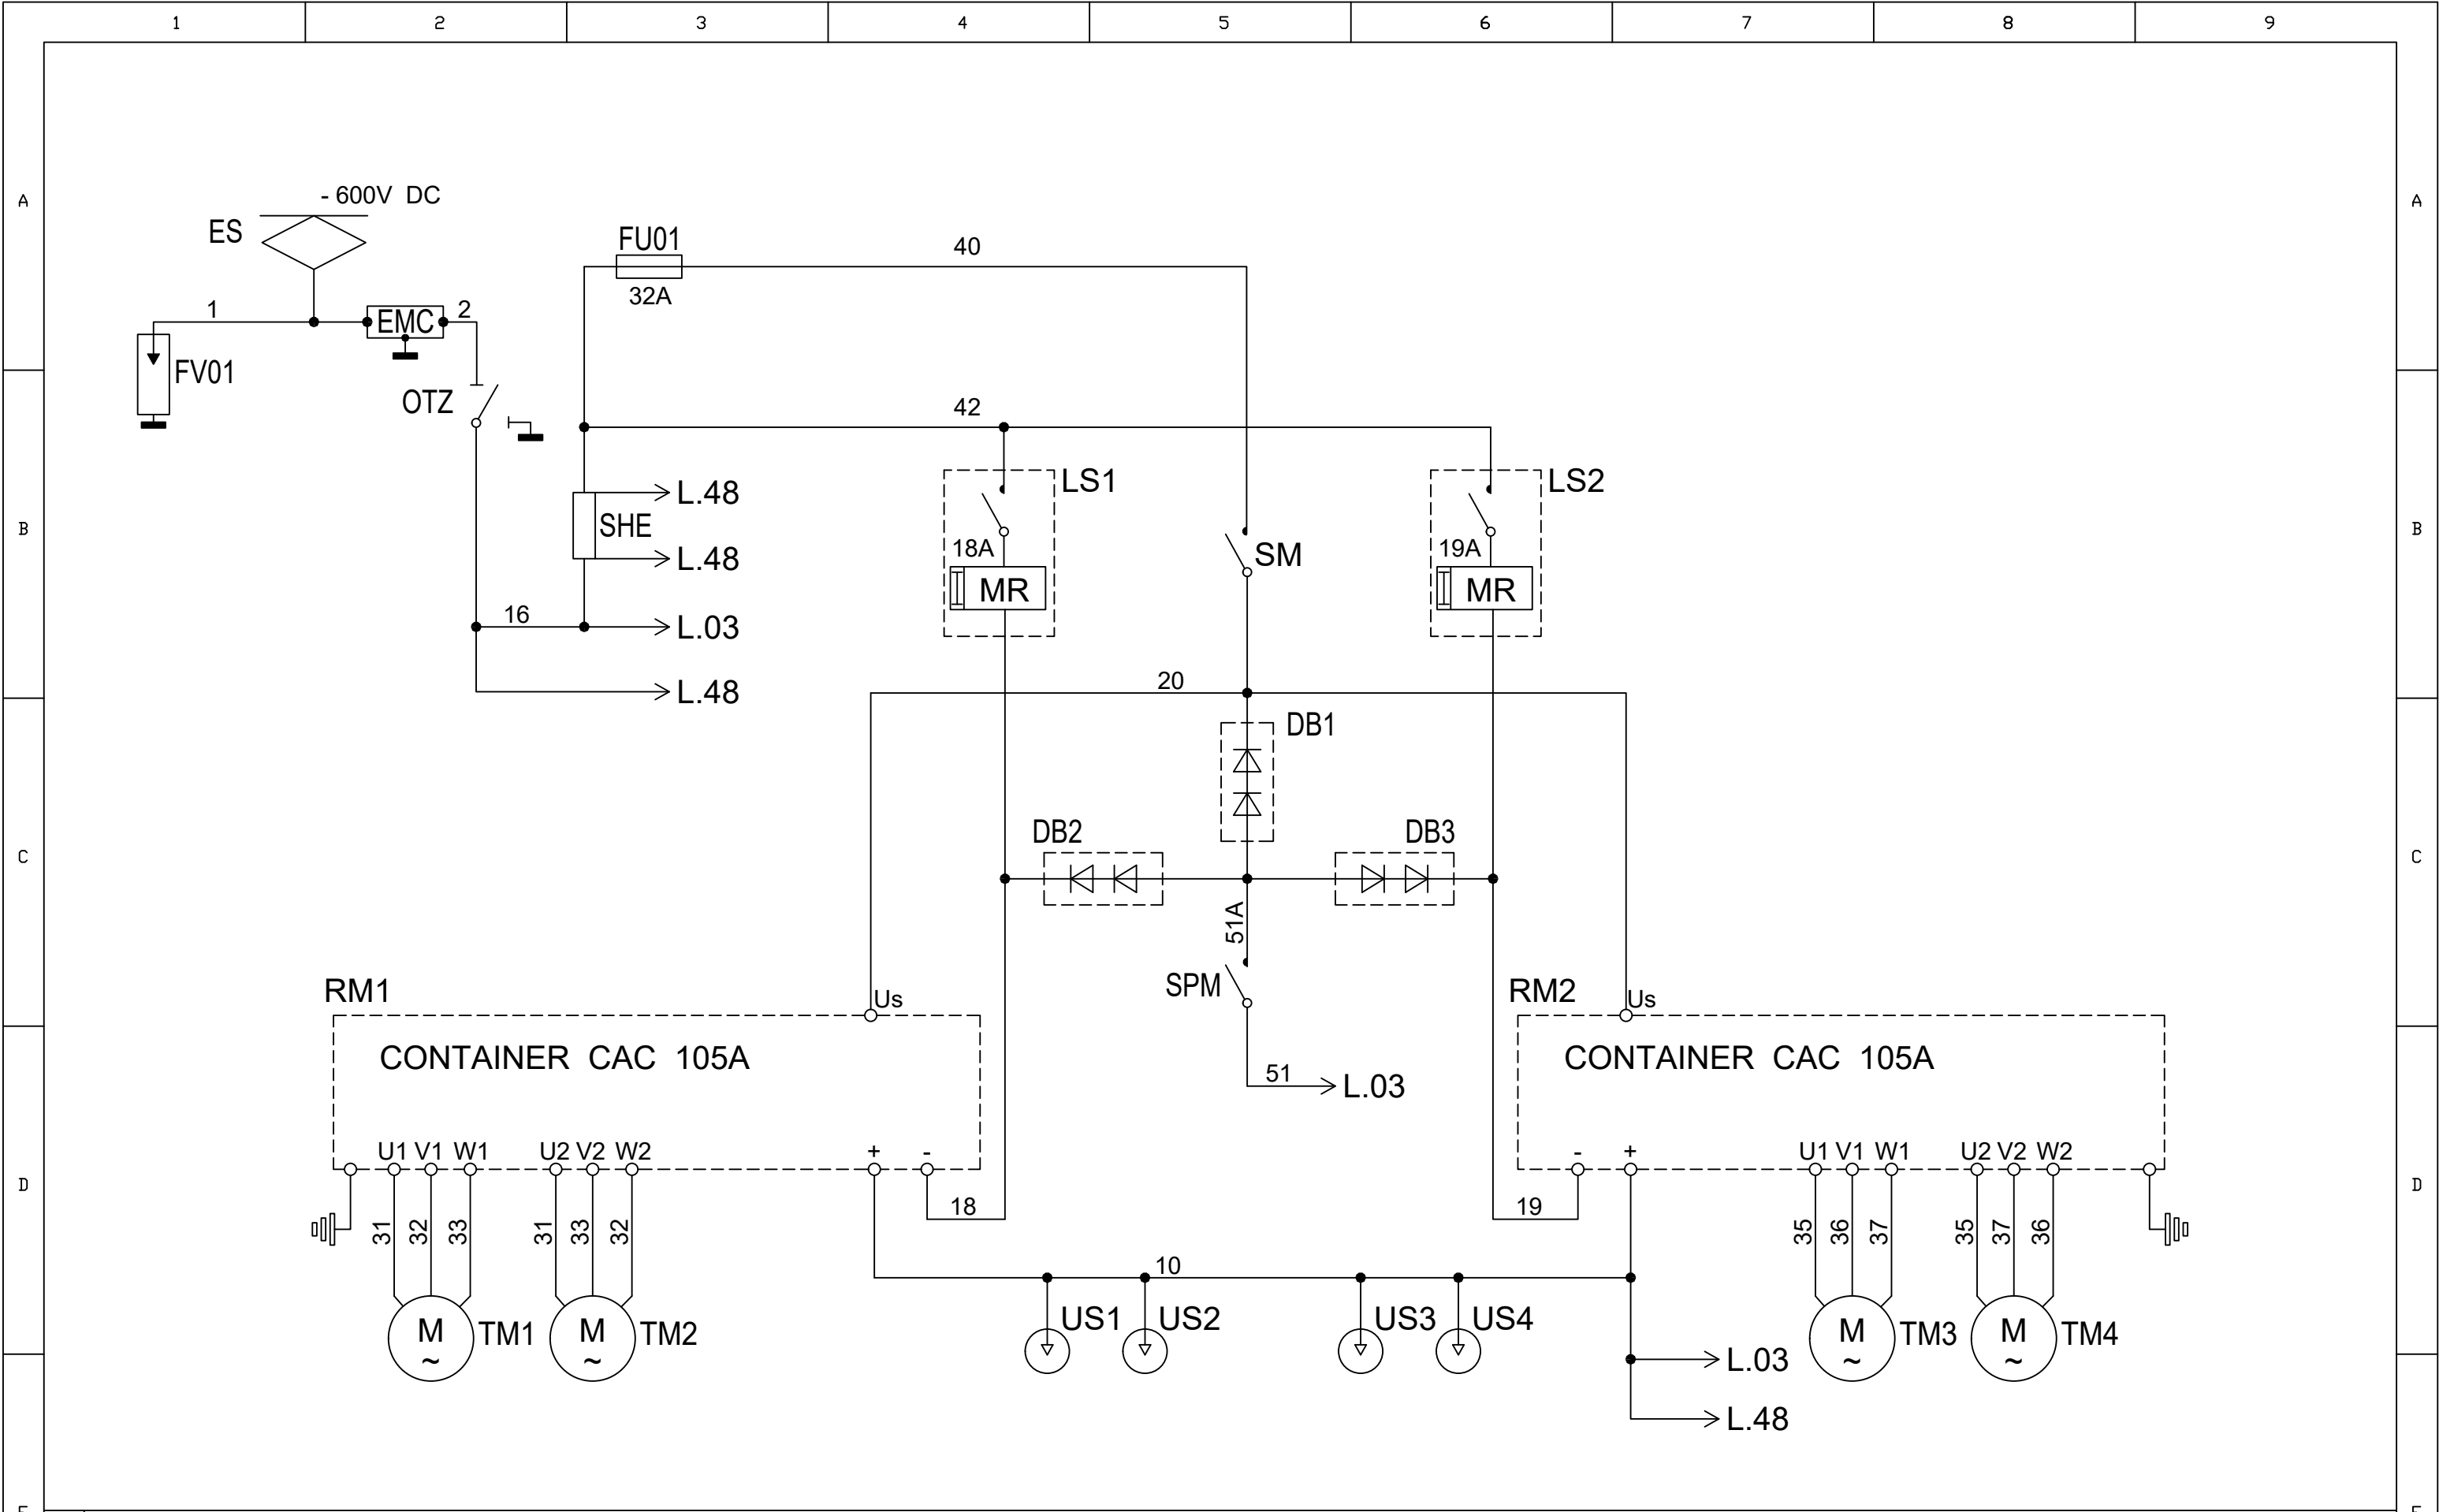 1 2 3 4 5 6 7 8 9
A A
- 600V DC
ES
FU01
40
32A
1
EMC
2
FV01
OTZ
42
LS1
LS2
L.48
B B
SHE
18A
SM
19A
L.48
MR
MR
16
L.03
20
L.48
DB1
DB2
DB3
C C
51A
SPM
RM1
Us
RM2
Us
CONTAINER CAC 105A
CONTAINER CAC 105A
51
L.03
U1 V1 W1 U2 V2 W2 + -
- + U1 V1 W1 U2 V2 W2
D D
18
19
31 32 33 31 33 32
35 36 37 35 37 36
10
US1 US2 US3 US4
M
~
TM1
M
~
TM2
M
~
TM3
M
~
TM4
L.03
L.48